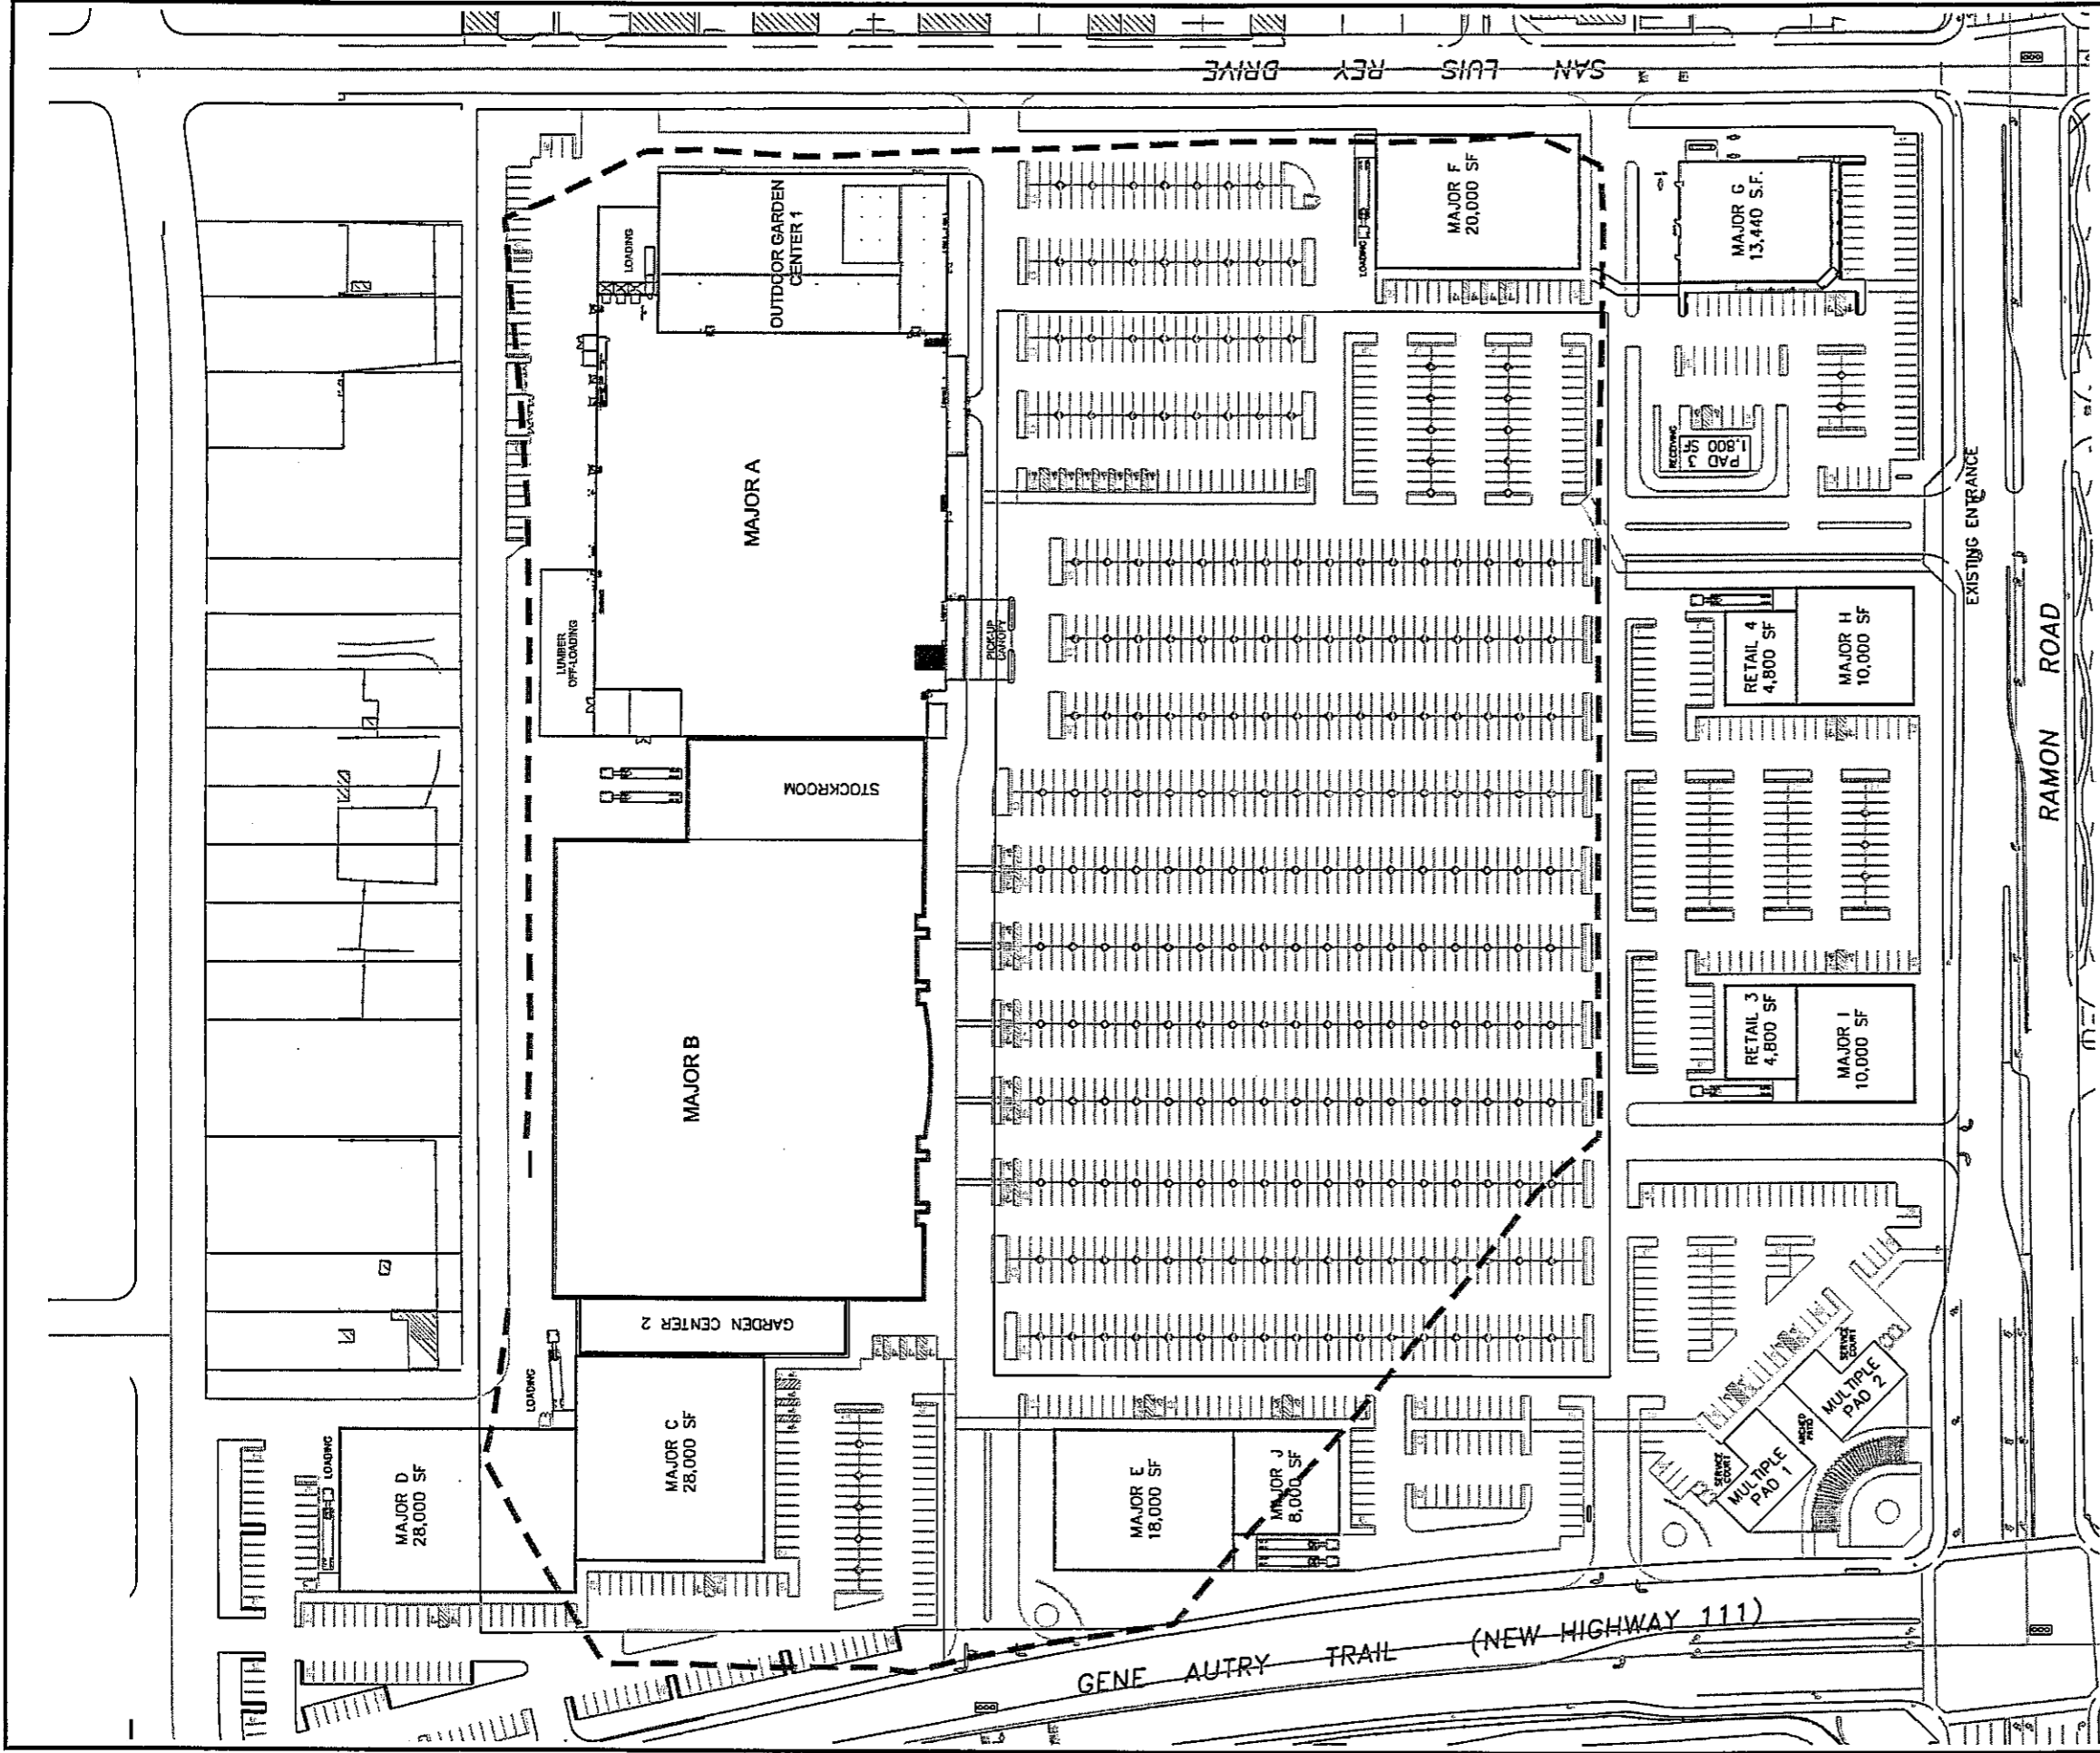 SAN LUIS REY DRIVE
LOADING
OUTDOOR GARDEN
CENTER 1
LOADING
MAJOR F
20,000 SF
MAJOR G
13,440 S.F.
MAJOR A
RECEIVING
PAD 3
1,800
SF
EXISTING ENTRANCE
LUMBER
OFF-LOADING
PICK-UP
CANOPY
RETAIL 4
4,800 SF
MAJOR H
10,000 SF
RAMON ROAD
STOCKROOM
MAJOR B
RETAIL 3
4,800 SF
MAJOR I
10,000 SF
GARDEN CENTER 2
LOADING
LOADING
MAJOR D
28,000 SF
MAJOR C
28,000 SF
MAJOR E
18,000 SF
MAJOR J
8,000 SF
SERVICE
COURT
MULTIPLE
PAD 2
ARCHED
PATIO
SERVICE
COURT
MULTIPLE
PAD 1
GENE AUTRY TRAIL (NEW HIGHWAY 111)